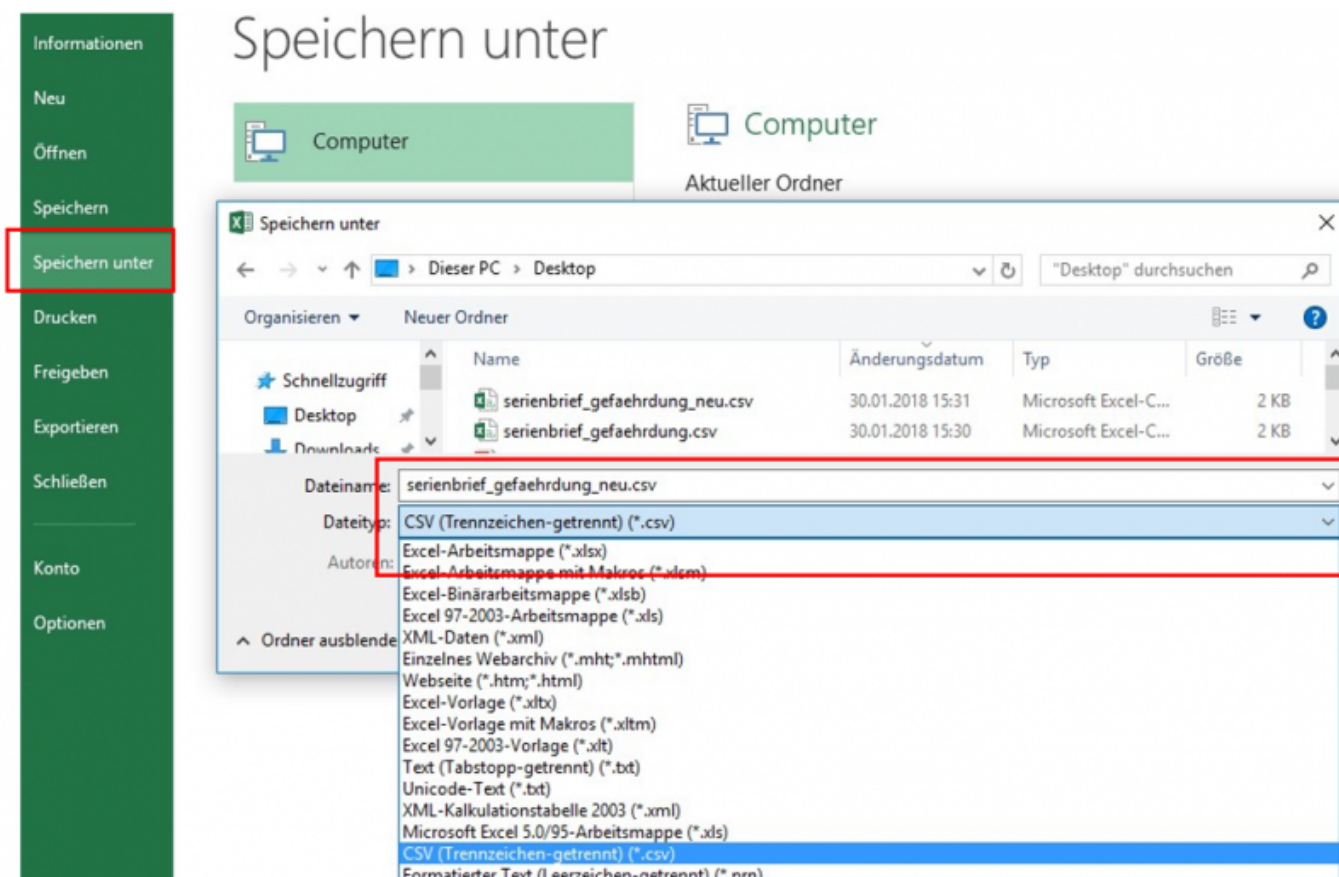 Informationen
Neu
Öffnen
Speichern
Speichern unter
Drucken
Freigeben
Exportieren
Schließen
Konto
Optionen
Speichern unter
Computer
Computer
Aktueller Ordner
Speichern unter
Dieser PC > Desktop
"Desktop" durchsuchen
Organisieren
Neuer Ordner
Schnellzugriff
Desktop
Downloads
Name Änderungsdatum Typ Größe
serienbrief_gefaehrdung_neu.csv 30.01.2018 15:31 Microsoft Excel-C... 2 KB
serienbrief_gefaehrdung.csv 30.01.2018 15:30 Microsoft Excel-C... 2 KB
Dateiname: serienbrief_gefaehrdung_neu.csv
Dateityp: CSV (Trennzeichen-getrennt) (*.csv)
Autoren:
Ordner ausblende
Excel-Arbeitsmappe (*.xlsx)
Excel-Arbeitsmappe mit Makros (*.xlsm)
Excel-Binärarbeitsmappe (*.xlsb)
Excel 97-2003-Arbeitsmappe (*.xls)
XML-Daten (*.xml)
Einzelnes Webarchiv (*.mht;*.mhtml)
Webseite (*.htm;*.html)
Excel-Vorlage (*.xltx)
Excel-Vorlage mit Makros (*.xltm)
Excel 97-2003-Vorlage (*.xlt)
Text (Tabstopp-getrennt) (*.txt)
Unicode-Text (*.txt)
XML-Kalkulationstabelle 2003 (*.xml)
Microsoft Excel 5.0/95-Arbeitsmappe (*.xls)
CSV (Trennzeichen-getrennt) (*.csv)
Formatierter Text (Leerzeichen-getrennt) (*.prn)